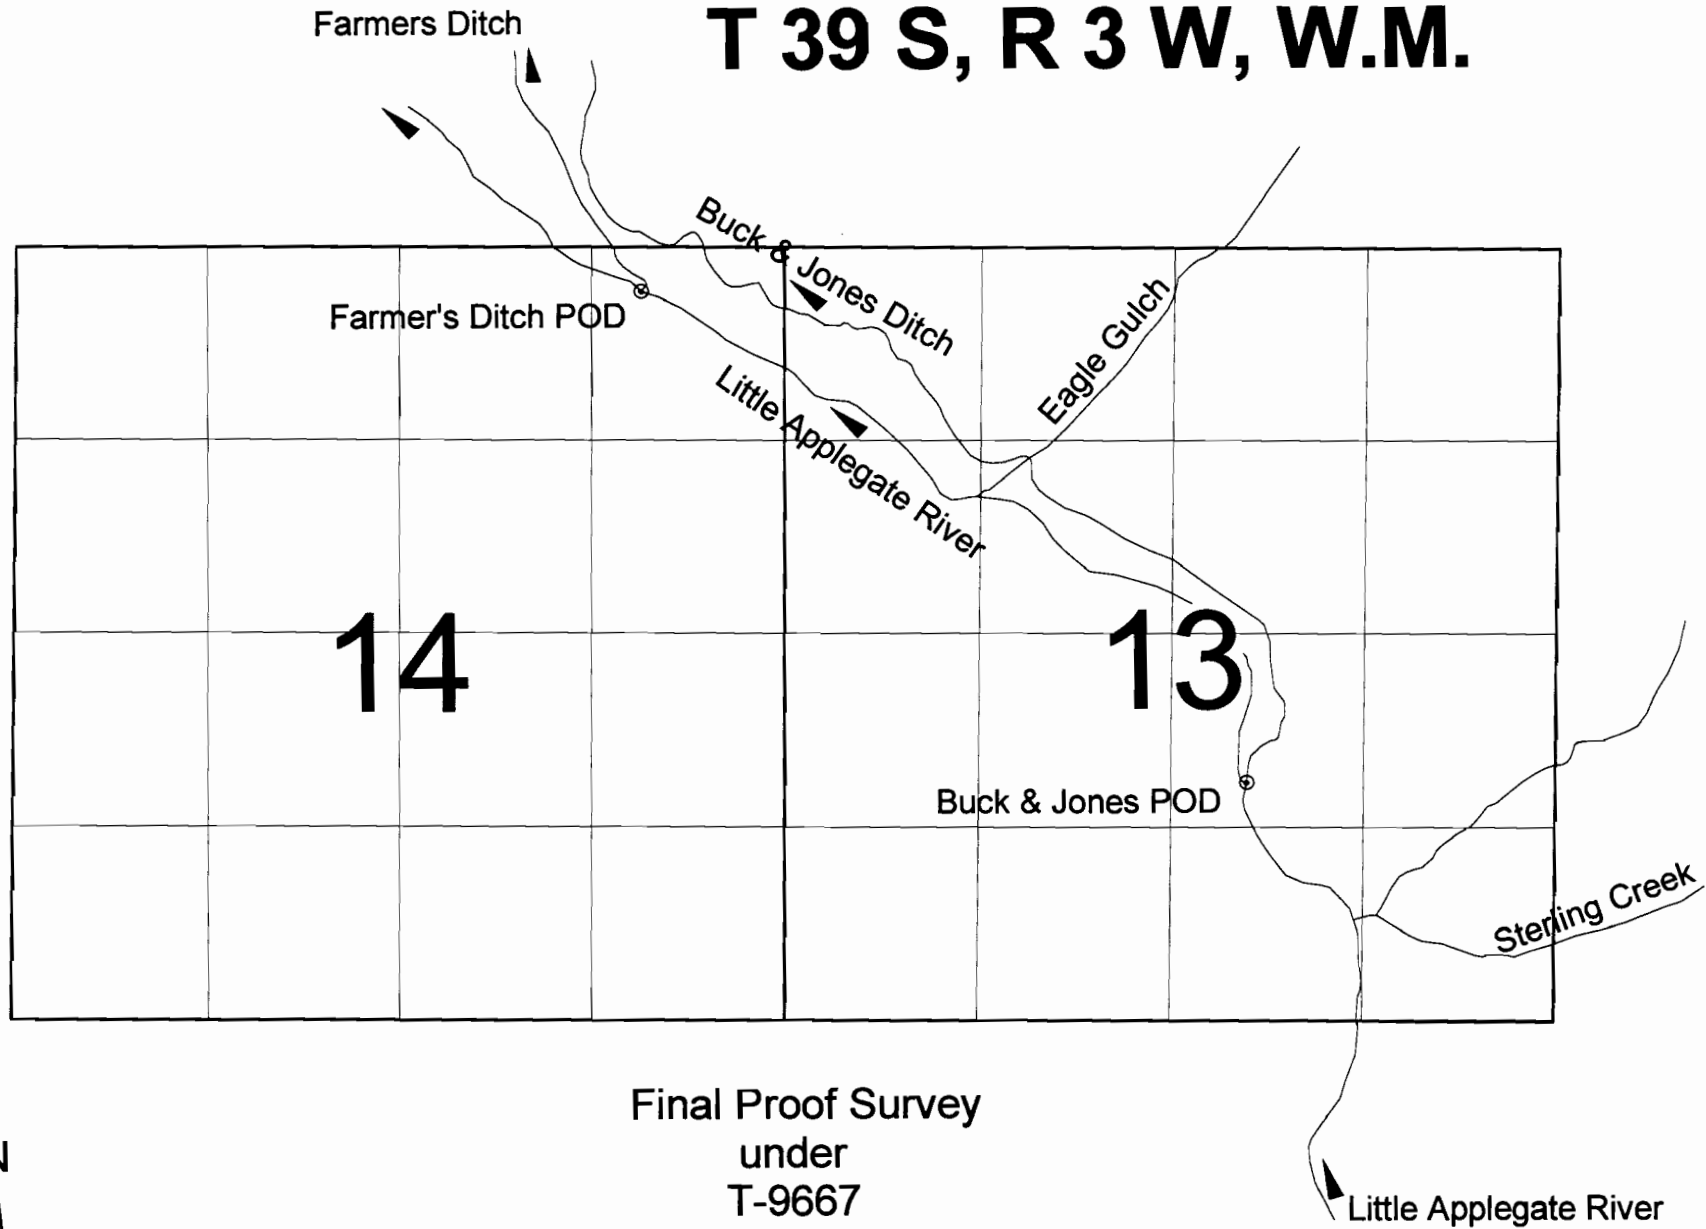 Farmers Ditch
T 39 S, R 3 W, W.M.
Buck & Jones Ditch
Farmer's Ditch POD
Eagle Gulch
Little Applegate River
14
13
Buck & Jones POD
Sterling Creek
Final Proof Survey
under
T-9667
N
Little Applegate River